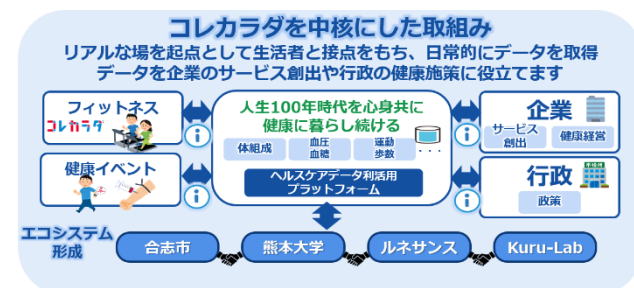 コレカラダを中核にした取組み
リアルな場を起点として生活者と接点をもち、日常的にデータを取得
データを企業のサービス創出や行政の健康施策に役立てます
フィットネス
コレカラダ
健康イベント
人生100年時代を心身共に
健康に暮らし続ける
体組成
血圧
血糖
運動
歩数
・・・
ヘルスケアデータ利活用
プラットフォーム
企業
サービス
創出
健康経営
行政
政策
エコシステム
形成
合志市
熊本大学
ルネサンス
Kuru-Lab